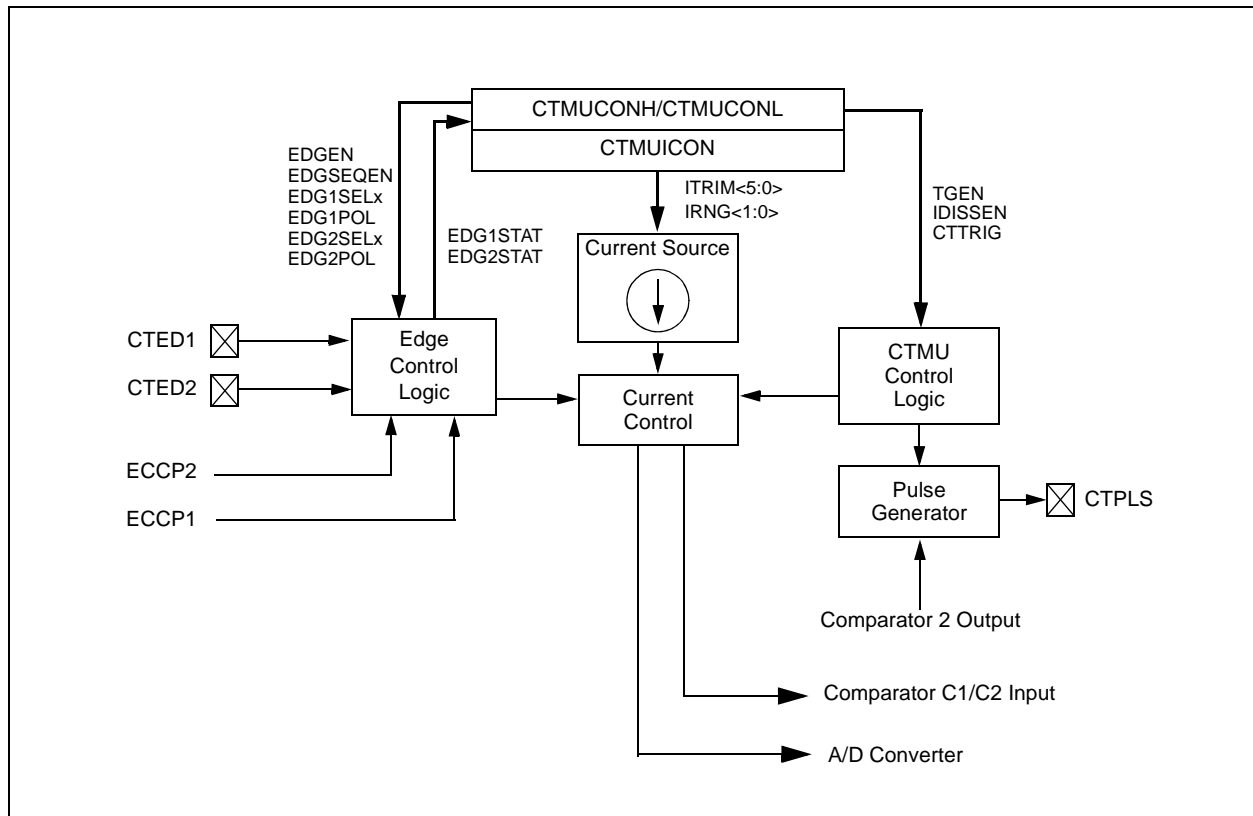 CTMUCONH/CTMUCONL
CTMUICON
EDGEN
EDGSEQEN
EDG1SELx
EDG1POL
EDG2SELx
EDG2POL
EDG1STAT
EDG2STAT
ITRIM<5:0>
IRNG<1:0>
TGEN
IDISSEN
CTTRIG
Current Source
CTED1
CTED2
Edge
Control
Logic
Current
Control
CTMU
Control
Logic
ECCP2
ECCP1
Pulse
Generator
CTPLS
Comparator 2 Output
Comparator C1/C2 Input
A/D Converter